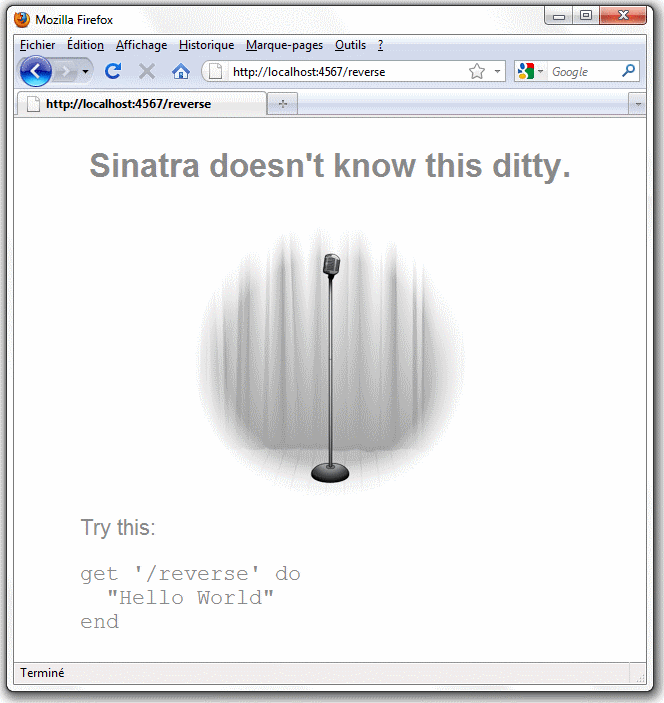 Mozilla Firefox
Fichier Édition Affichage Historique Marque-pages Outils ?
http://localhost:4567/reverse Google
http://localhost:4567/reverse
Sinatra doesn't know this ditty.
Try this:
get '/reverse' do
  "Hello World"
end
Terminé